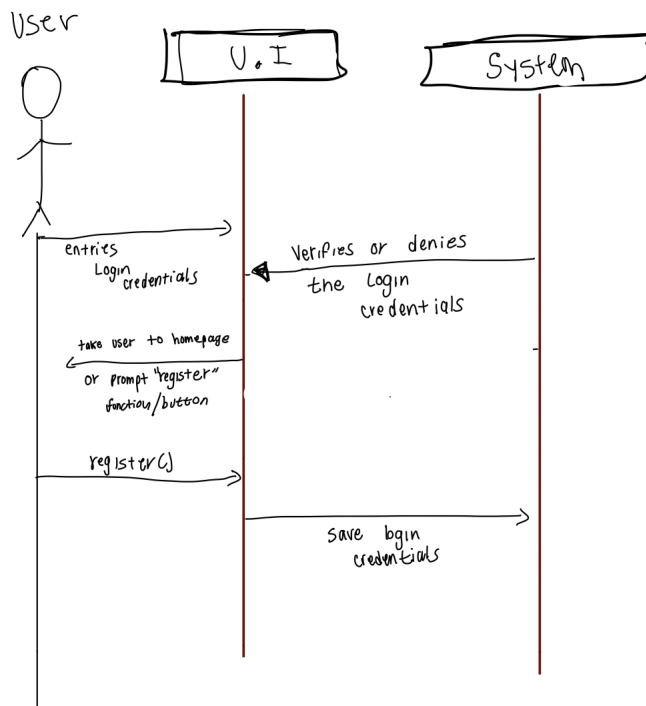 User
U.I
System
entries
Login
credentials
Verifies or denies
the Login
credentials
take user to homepage
or prompt "register"
function/button
register()
save login
credentials